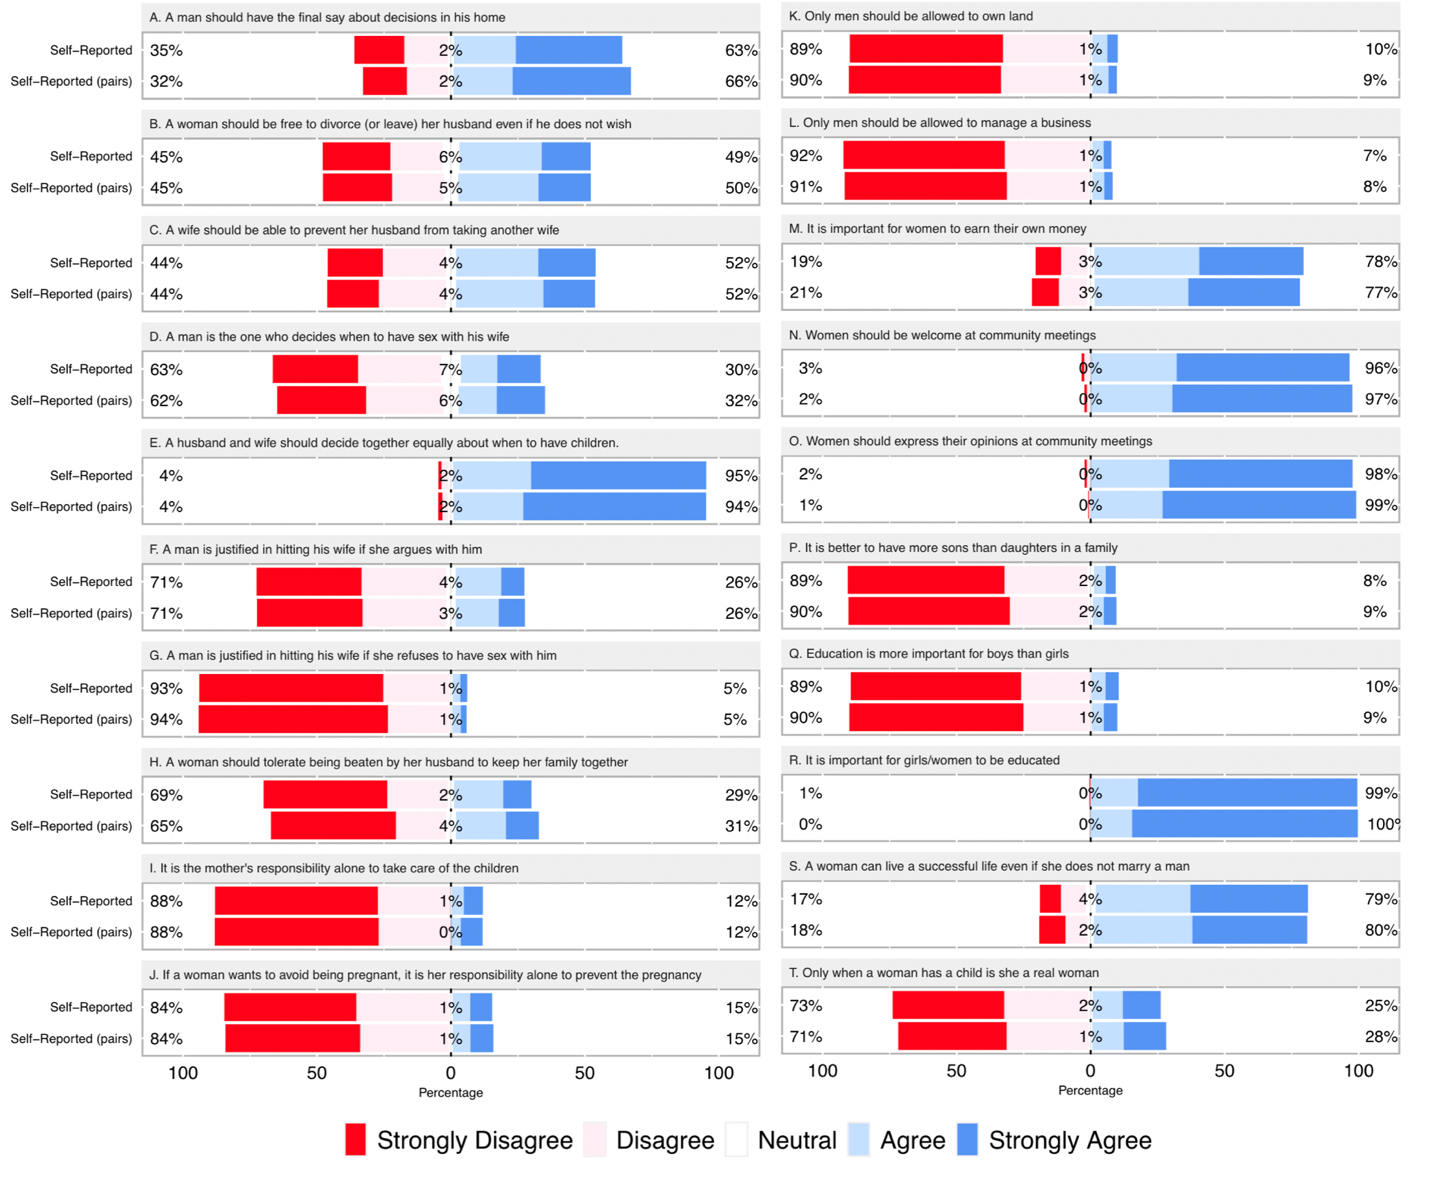 A. A man should have the final say about decisions in his home
Self-Reported 35% 2% 63%
Self-Reported (pairs) 32% 2% 66%
B. A woman should be free to divorce (or leave) her husband even if he does not wish
Self-Reported 45% 6% 49%
Self-Reported (pairs) 45% 5% 50%
C. A wife should be able to prevent her husband from taking another wife
Self-Reported 44% 4% 52%
Self-Reported (pairs) 44% 4% 52%
D. A man is the one who decides when to have sex with his wife
Self-Reported 63% 7% 30%
Self-Reported (pairs) 62% 6% 32%
E. A husband and wife should decide together equally about when to have children.
Self-Reported 4% 2% 95%
Self-Reported (pairs) 4% 2% 94%
F. A man is justified in hitting his wife if she argues with him
Self-Reported 71% 4% 26%
Self-Reported (pairs) 71% 3% 26%
G. A man is justified in hitting his wife if she refuses to have sex with him
Self-Reported 93% 1% 5%
Self-Reported (pairs) 94% 1% 5%
H. A woman should tolerate being beaten by her husband to keep her family together
Self-Reported 69% 2% 29%
Self-Reported (pairs) 65% 4% 31%
I. It is the mother's responsibility alone to take care of the children
Self-Reported 88% 1% 12%
Self-Reported (pairs) 88% 0% 12%
J. If a woman wants to avoid being pregnant, it is her responsibility alone to prevent the pregnancy
Self-Reported 84% 1% 15%
Self-Reported (pairs) 84% 1% 15%
100 50 0 50 100
Percentage
K. Only men should be allowed to own land
89% 1% 10%
90% 1% 9%
L. Only men should be allowed to manage a business
92% 1% 7%
91% 1% 8%
M. It is important for women to earn their own money
19% 3% 78%
21% 3% 77%
N. Women should be welcome at community meetings
3% 0% 96%
2% 0% 97%
O. Women should express their opinions at community meetings
2% 0% 98%
1% 0% 99%
P. It is better to have more sons than daughters in a family
89% 2% 8%
90% 2% 9%
Q. Education is more important for boys than girls
89% 1% 10%
90% 1% 9%
R. It is important for girls/women to be educated
1% 0% 99%
0% 0% 100%
S. A woman can live a successful life even if she does not marry a man
17% 4% 79%
18% 2% 80%
T. Only when a woman has a child is she a real woman
73% 2% 25%
71% 1% 28%
100 50 0 50 100
Percentage
Strongly Disagree Disagree Neutral Agree Strongly Agree